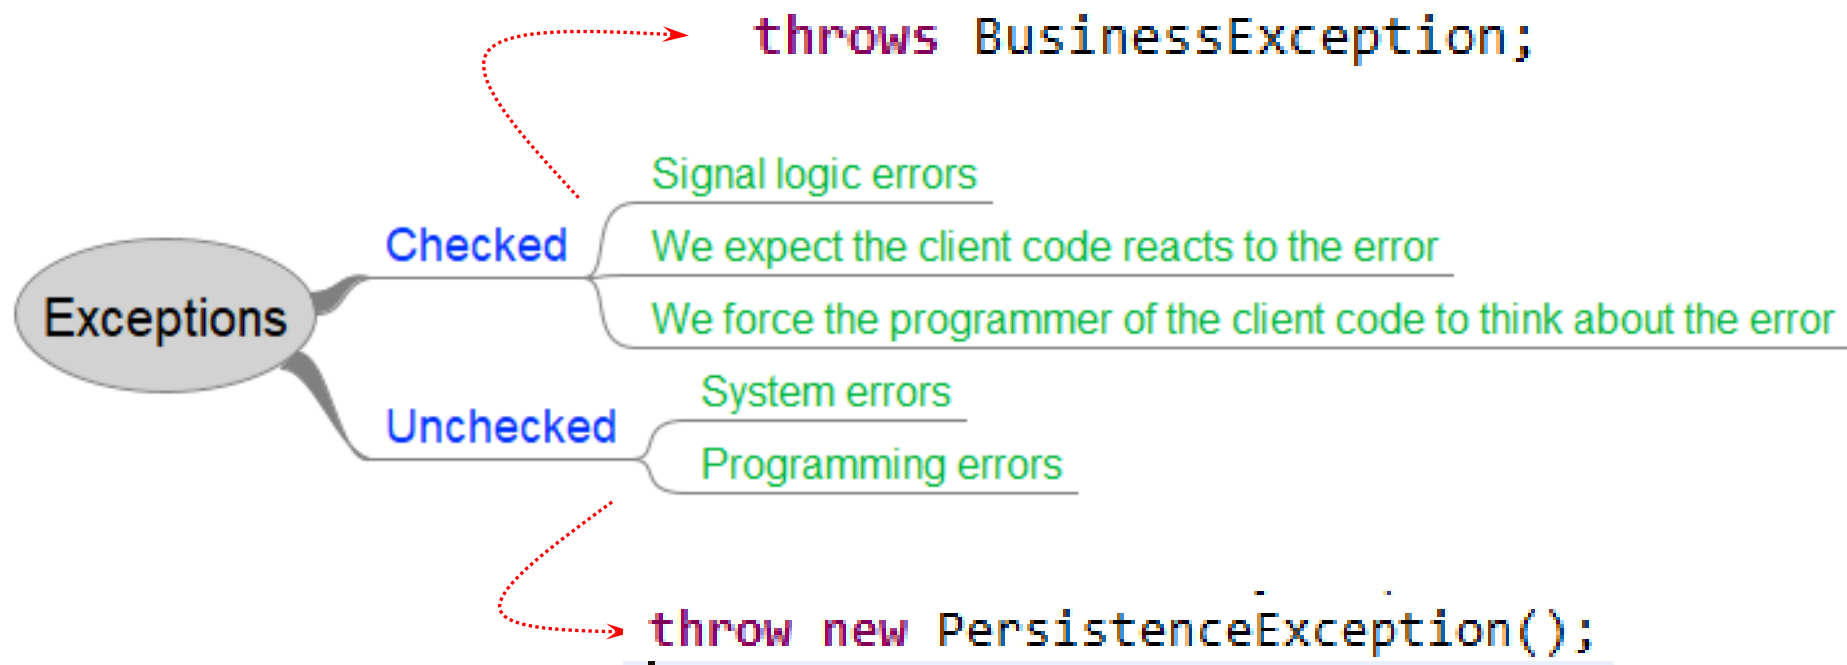 throws BusinessException;
Signal logic errors
Checked
We expect the client code reacts to the error
Exceptions
We force the programmer of the client code to think about the error
System errors
Unchecked
Programming errors
throw new PersistenceException();